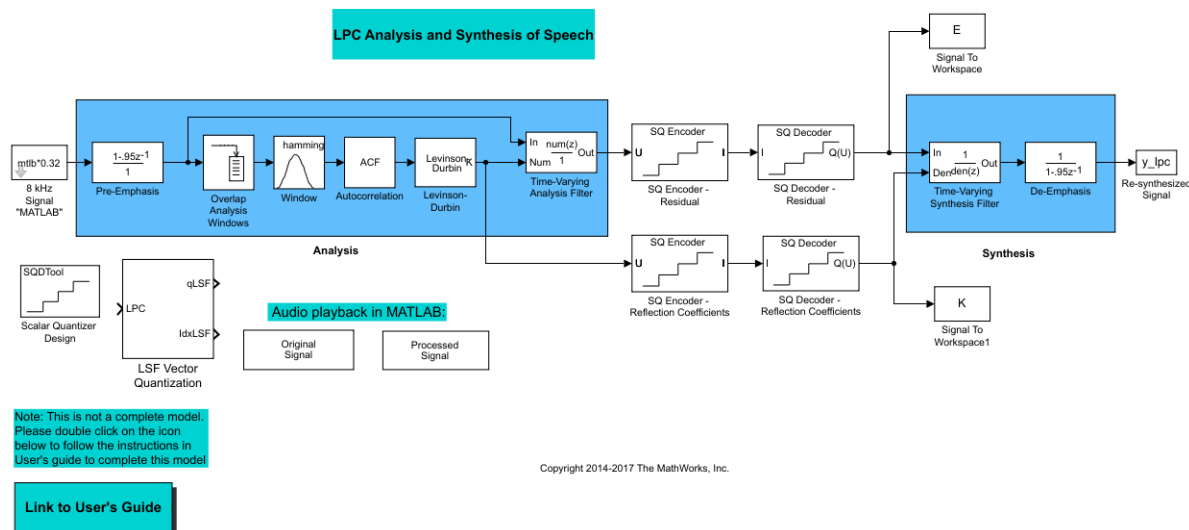 LPC Analysis and Synthesis of Speech
E
Signal To
Workspace
mtlb*0.32
8 kHz
Signal
"MATLAB"
1-.95z-1
1
Pre-Emphasis
Overlap
Analysis
Windows
hamming
Window
ACF
Autocorrelation
Levinson-
Durbin
K
Levinson-
Durbin
In
Num
num(z)
1
Out
Time-Varying
Analysis Filter
Analysis
SQ Encoder
U
I
SQ Encoder -
Residual
SQ Decoder
I
Q(U)
SQ Decoder -
Residual
In
Den
1
den(z)
Out
Time-Varying
Synthesis Filter
1
1-.95z-1
De-Emphasis
Synthesis
y_lpc
Re-synthesized
Signal
SQ Encoder
U
I
SQ Encoder -
Reflection Coefficients
SQ Decoder
I
Q(U)
SQ Decoder -
Reflection Coefficients
K
Signal To
Workspace1
SQDTool
Scalar Quantizer
Design
LPC
qLSF
IdxLSF
LSF Vector
Quantization
Audio playback in MATLAB:
Original
Signal
Processed
Signal
Note: This is not a complete model.
Please double click on the icon
below to follow the instructions in
User's guide to complete this model
Copyright 2014-2017 The MathWorks, Inc.
Link to User's Guide